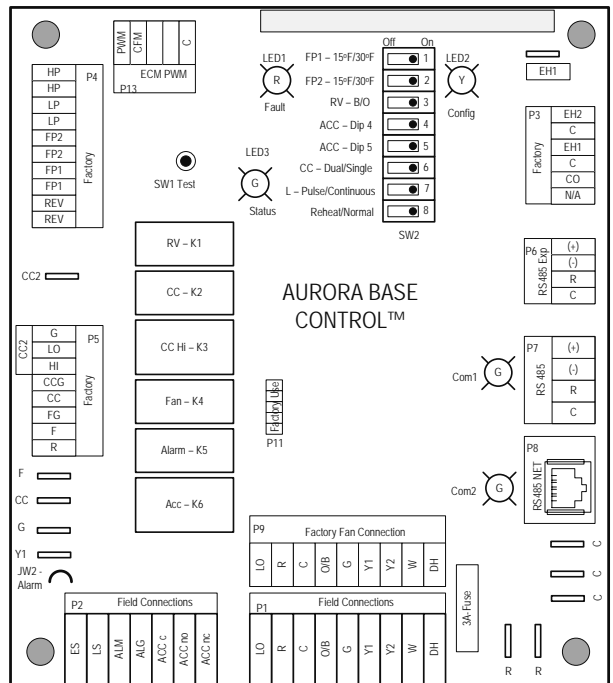 PWM
CFM
C
ECM PWM
P13
LED1
R
Fault
Off On
FP1 – 15ºF/30ºF 1
FP2 – 15ºF/30ºF 2
RV – B/O 3
ACC – Dip 4 4
ACC – Dip 5 5
CC – Dual/Single 6
L – Pulse/Continuous 7
Reheat/Normal 8
SW2
LED2
Y
Config
EH1
P4
HP
HP
LP
LP
FP2
FP2
FP1
FP1
REV
REV
Factory
SW1 Test
LED3
G
Status
P3
Factory
EH2
C
EH1
C
CO
N/A
RV – K1
CC – K2
CC Hi – K3
Fan – K4
Alarm – K5
Acc – K6
AURORA BASE
CONTROL™
P6
RS485 Exp
(+)
(-)
R
C
CC2
CC2
G
LO
HI
CCG
CC
FG
F
R
P5
Factory
Factory Use
P11
P7
RS 485
(+)
(-)
R
C
Com1
G
P8
RS485 NET
Com2
G
F
CC
G
Y1
JW2 -
Alarm
P9
Factory Fan Connection
LO
R
C
O/B
G
Y1
Y2
W
DH
C
C
C
P2
Field Connections
ES
LS
ALM
ALG
ACC c
ACC no
ACC nc
P1
Field Connections
LO
R
C
O/B
G
Y1
Y2
W
DH
3A-Fuse
R
R